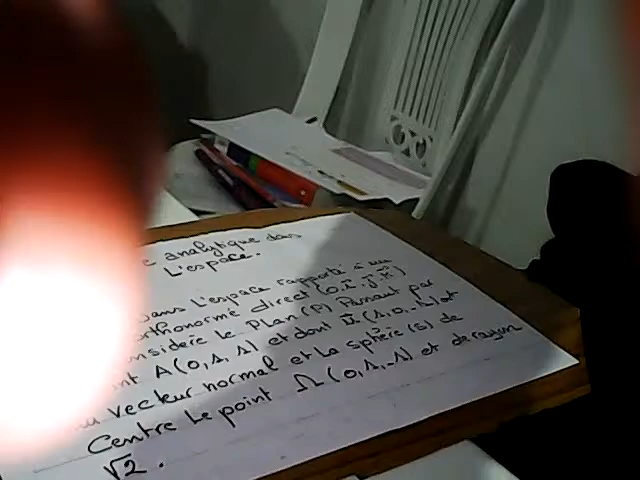 analytique dans
L'espace.
dans L'espace rapporté à un
orthonormé direct (o, i, j, k)
considère le Plan (P) Passant par
A(0,1,1) et dont u (1,0,-1) est
vecteur normal et La sphère (S) de
Centre Le point Ω (0,1,-1) et de rayon
√2.